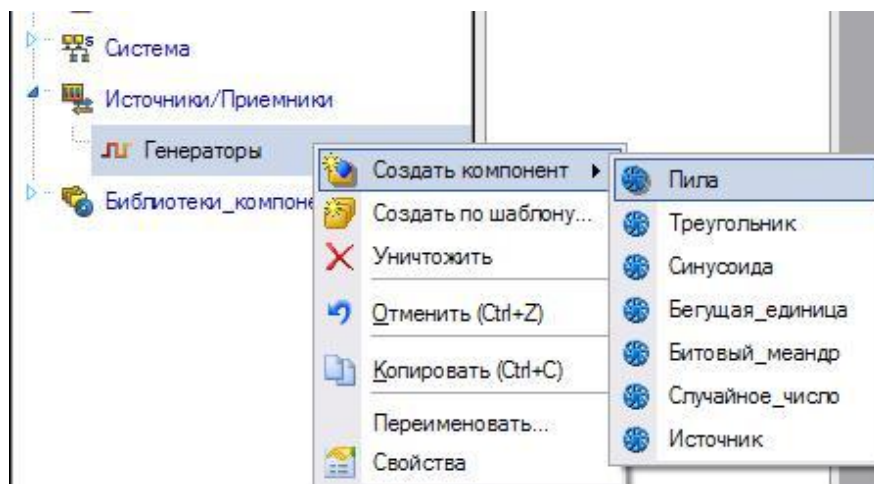 Система
Источники/Приемники
Генераторы
Библиотеки_компоне
Создать компонент
Создать по шаблону...
Уничтожить
Отменить (Ctrl+Z)
Копировать (Ctrl+C)
Переименовать...
Свойства
Пила
Треугольник
Синусоида
Бегущая_единица
Битовый_меандр
Случайное_число
Источник